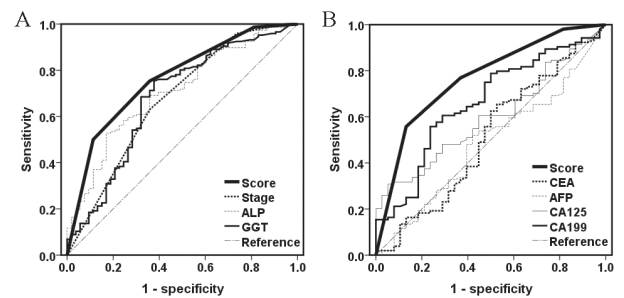 A
Sensitivity
1.0
0.8
0.6
0.4
0.2
0.0
Score
Stage
ALP
GGT
Reference
0.0 0.2 0.4 0.6 0.8 1.0
1 - specificity
B
Sensitivity
1.0
0.8
0.6
0.4
0.2
0.0
Score
CEA
AFP
CA125
CA199
Reference
0.0 0.2 0.4 0.6 0.8 1.0
1 - specificity